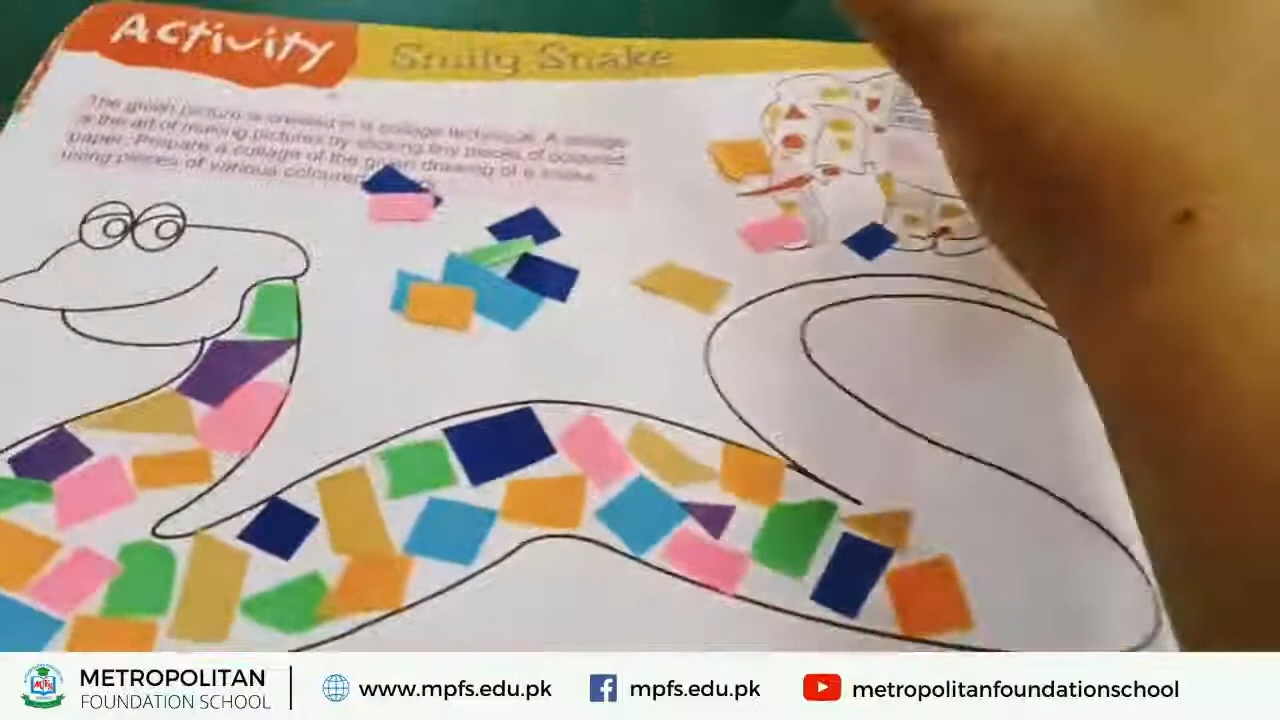 Activity
Smily Snake
The given picture is created in a collage technique. A collage
is the art of making pictures by sticking tiny pieces of coloured
paper. Prepare a collage of the given drawing of a snake
using pieces of various coloured
METROPOLITAN
FOUNDATION SCHOOL
www.mpfs.edu.pk
mpfs.edu.pk
metropolitanfoundationschool